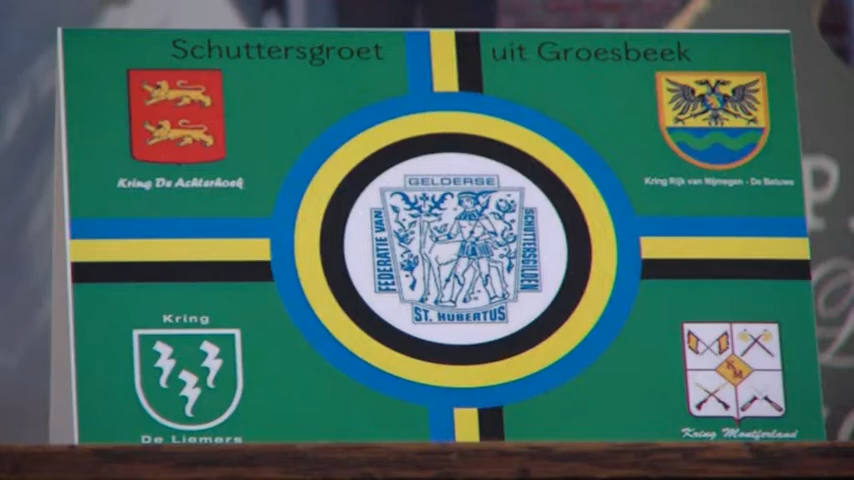 Schuttersgroet uit Groesbeek
Kring De Achterhoek
Kring Rijk van Nijmegen - De Betuwe
GELDERSE
FEDERATIE VAN
SCHUTTERSGILDEN
ST. HUBERTUS
Kring
De Liemers
KM
Kring Montferland
P